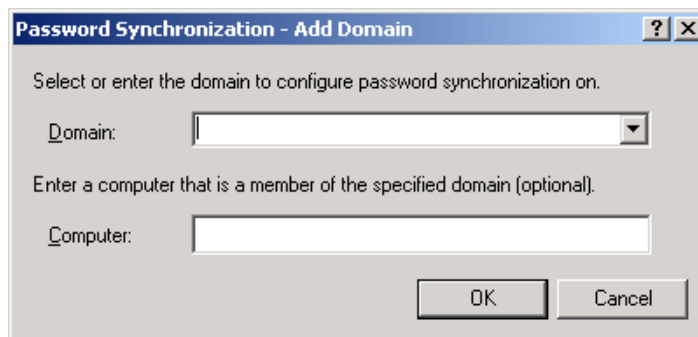 Password Synchronization - Add Domain
Select or enter the domain to configure password synchronization on.
Domain:
Enter a computer that is a member of the specified domain (optional).
Computer:
OK Cancel